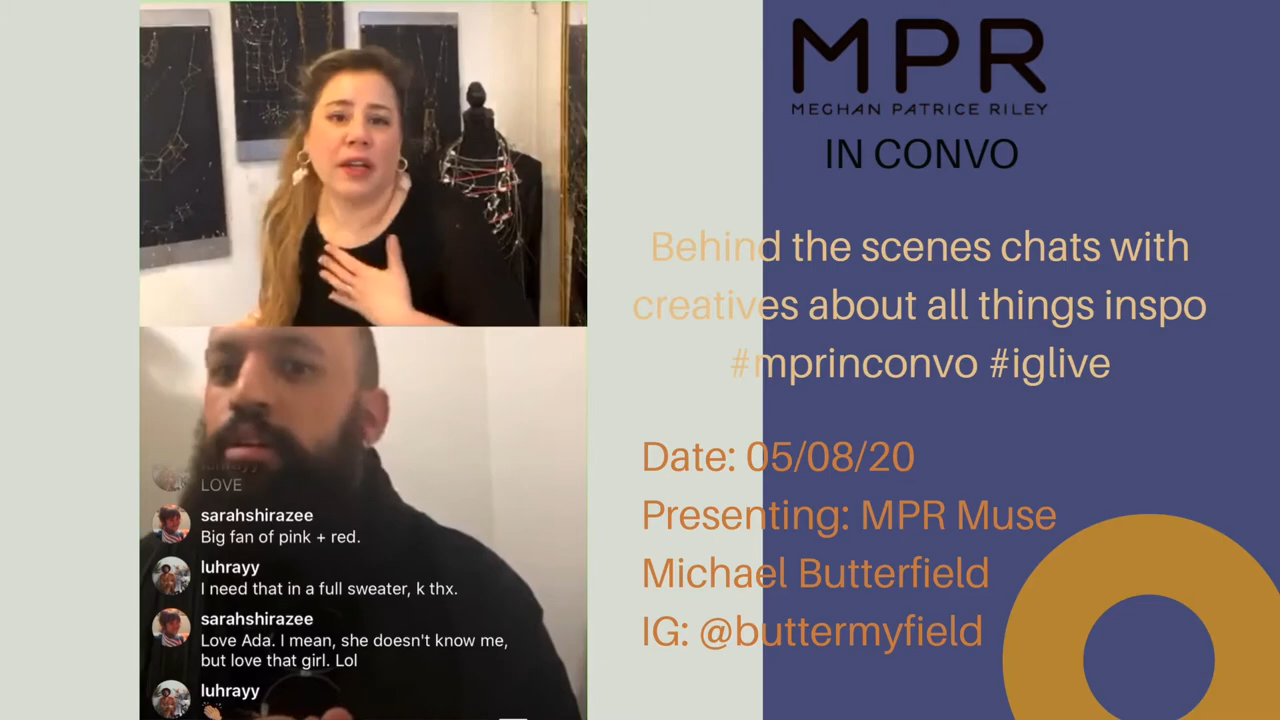 MPR
MEGHAN PATRICE RILEY
IN CONVO
Behind the scenes chats with
creatives about all things inspo
#mprinconvo #iglive
Date: 05/08/20
Presenting: MPR Muse
Michael Butterfield
IG: @buttermyfield
luhrayy
LOVE
sarahshirazee
Big fan of pink + red.
luhrayy
I need that in a full sweater, k thx.
sarahshirazee
Love Ada. I mean, she doesn't know me,
but love that girl. Lol
luhrayy
👏🏼